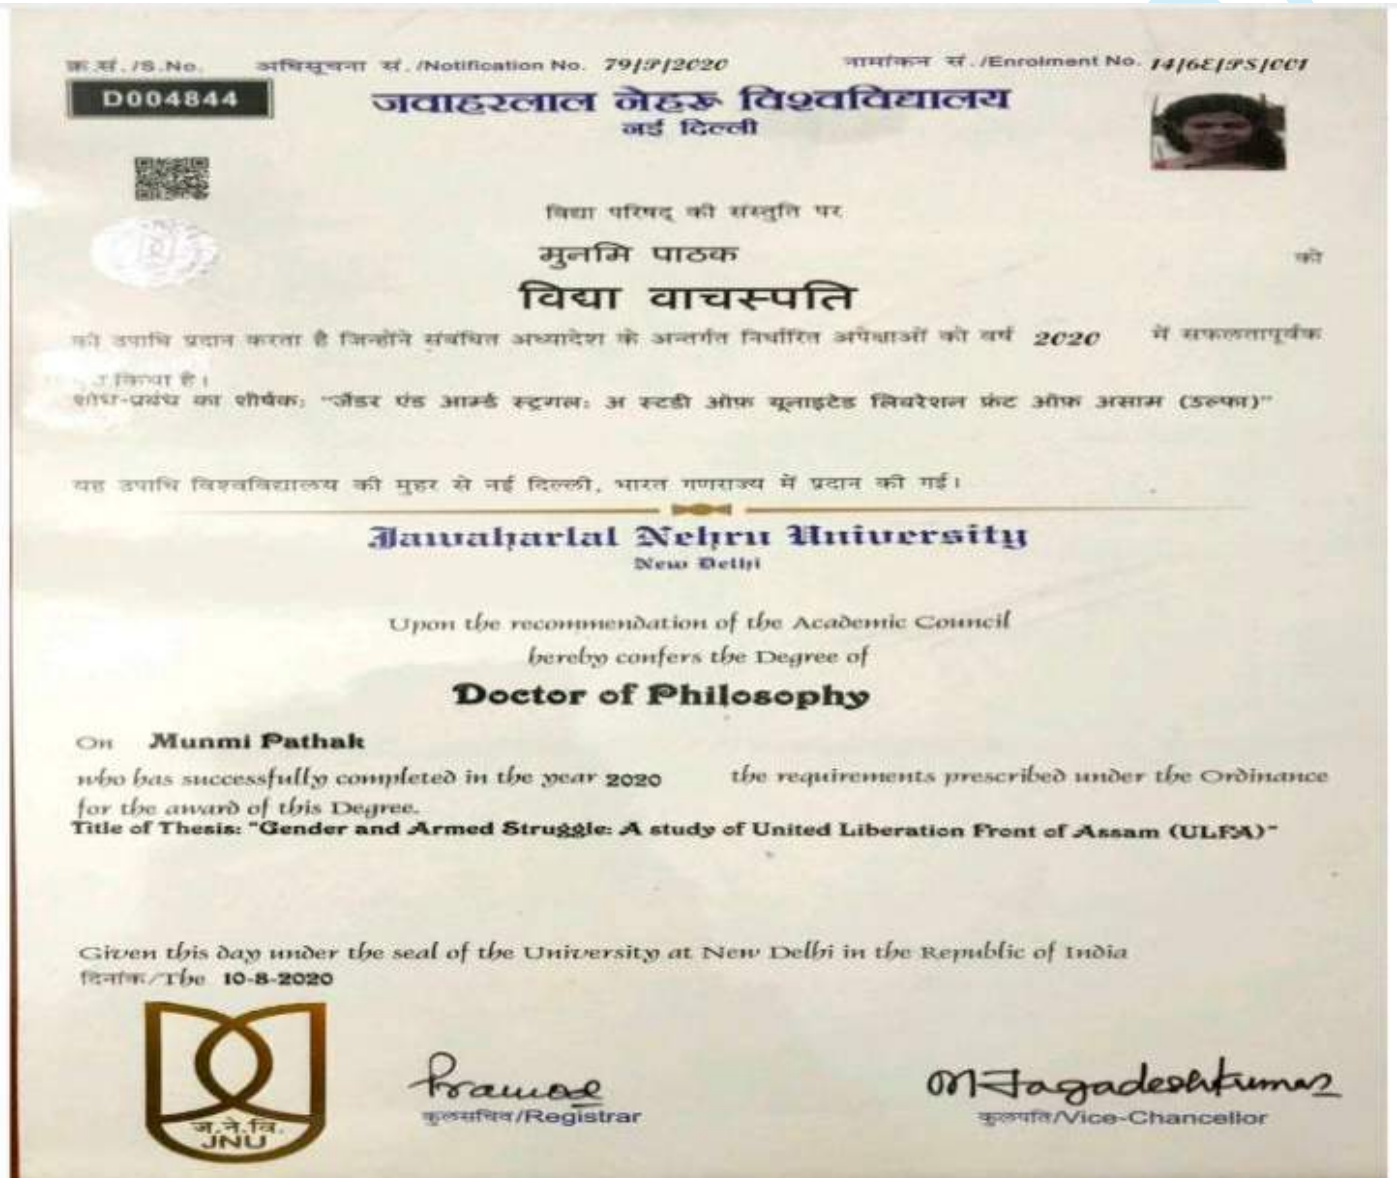 क्र.सं./S.No. अधिसूचना सं./Notification No. 79/P/2020 नामांकन सं./Enrolment No. 14/6E/PS/001
D004844
जवाहरलाल नेहरू विश्वविद्यालय
नई दिल्ली
विद्या परिषद् की संस्तुति पर
मुनमि पाठक को
विद्या वाचस्पति
की उपाधि प्रदान करता है जिन्होंने संबंधित अध्यादेश के अन्तर्गत निर्धारित अपेक्षाओं को वर्ष 2020 में सफलतापूर्वक
किया है।
शोध-प्रबंध का शीर्षक: "जेंडर एंड आर्म्ड स्ट्रगल: अ स्टडी ऑफ़ यूनाइटेड लिबरेशन फ्रंट ऑफ़ असाम (उल्फा)"
यह उपाधि विश्वविद्यालय की मुहर से नई दिल्ली, भारत गणराज्य में प्रदान की गई।
Jawaharlal Nehru University
New Delhi
Upon the recommendation of the Academic Council
hereby confers the Degree of
Doctor of Philosophy
On Munmi Pathak
who has successfully completed in the year 2020 the requirements prescribed under the Ordinance
for the award of this Degree.
Title of Thesis: "Gender and Armed Struggle: A study of United Liberation Front of Assam (ULFA)"
Given this day under the seal of the University at New Delhi in the Republic of India
दिनांक/The 10-8-2020
ज.ने.वि.
JNU
Pramod
कुलसचिव/Registrar
M Jagadesh Kumar
कुलपति/Vice-Chancellor